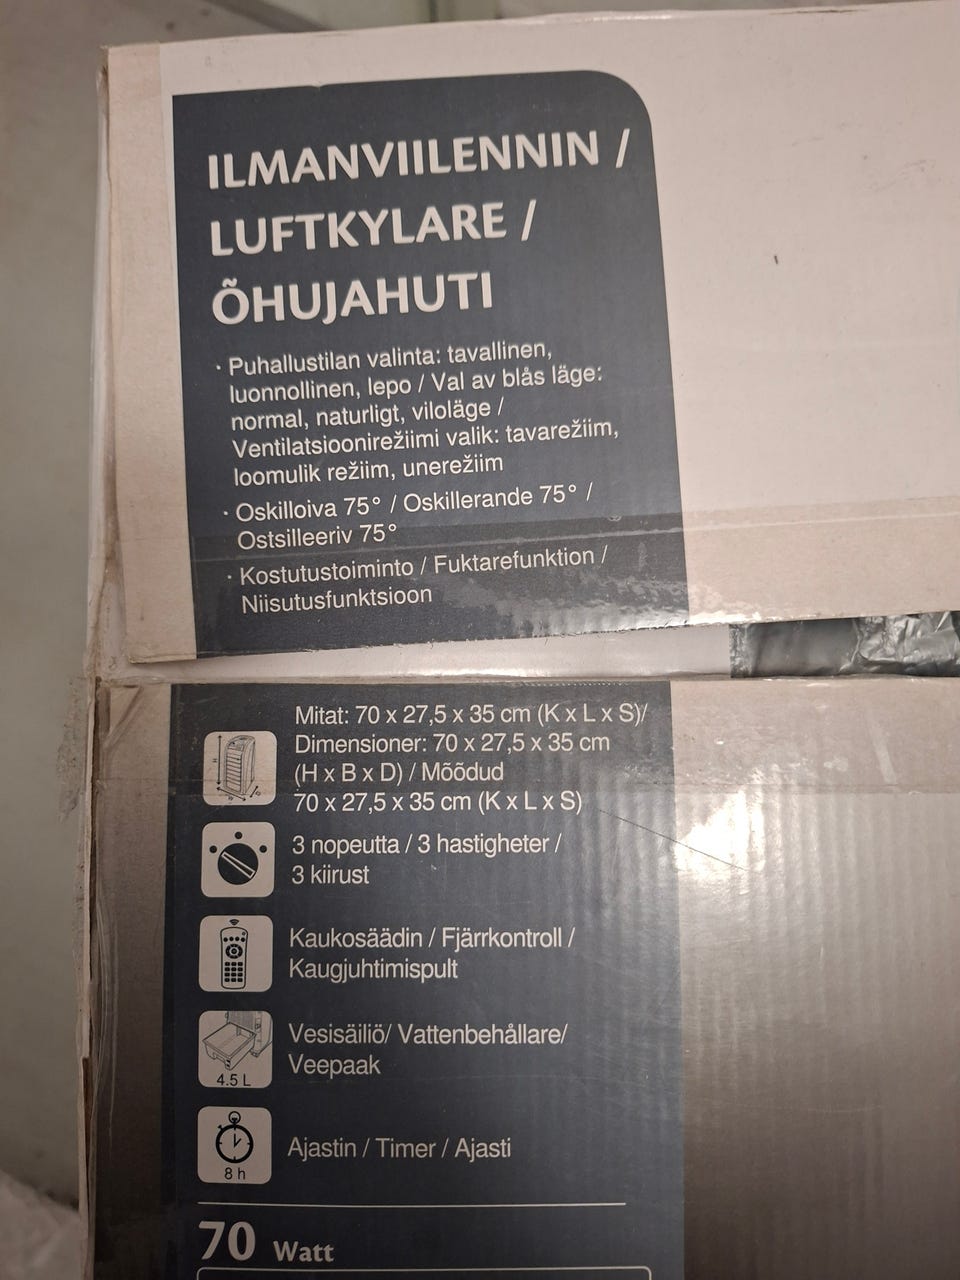 ILMANVIILENNIN /
LUFTKYLARE /
ÕHUJAHUTI
· Puhallustilan valinta: tavallinen,
luonnollinen, lepo / Val av blås läge:
normal, naturligt, viloläge /
Ventilatsioonirežiimi valik: tavarežiim,
loomulik režiim, unerežiim
· Oskilloiva 75° / Oskillerande 75° /
Ostsilleeriv 75°
· Kostutustoiminto / Fuktarefunktion /
Niisutusfunktsioon
Mitat: 70 x 27,5 x 35 cm (K x L x S)/
Dimensioner: 70 x 27,5 x 35 cm
(H x B x D) / Mõõdud
70 x 27,5 x 35 cm (K x L x S)
3 nopeutta / 3 hastigheter /
3 kiirust
Kaukosäädin / Fjärrkontroll /
Kaugjuhtimispult
Vesisäiliö/ Vattenbehållare/
Veepaak
4.5 L
Ajastin / Timer / Ajasti
8 h
70 Watt